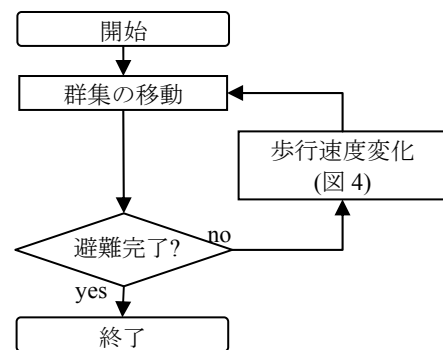 開始
群集の移動
歩行速度変化
(図 4)
避難完了?
no
yes
終了